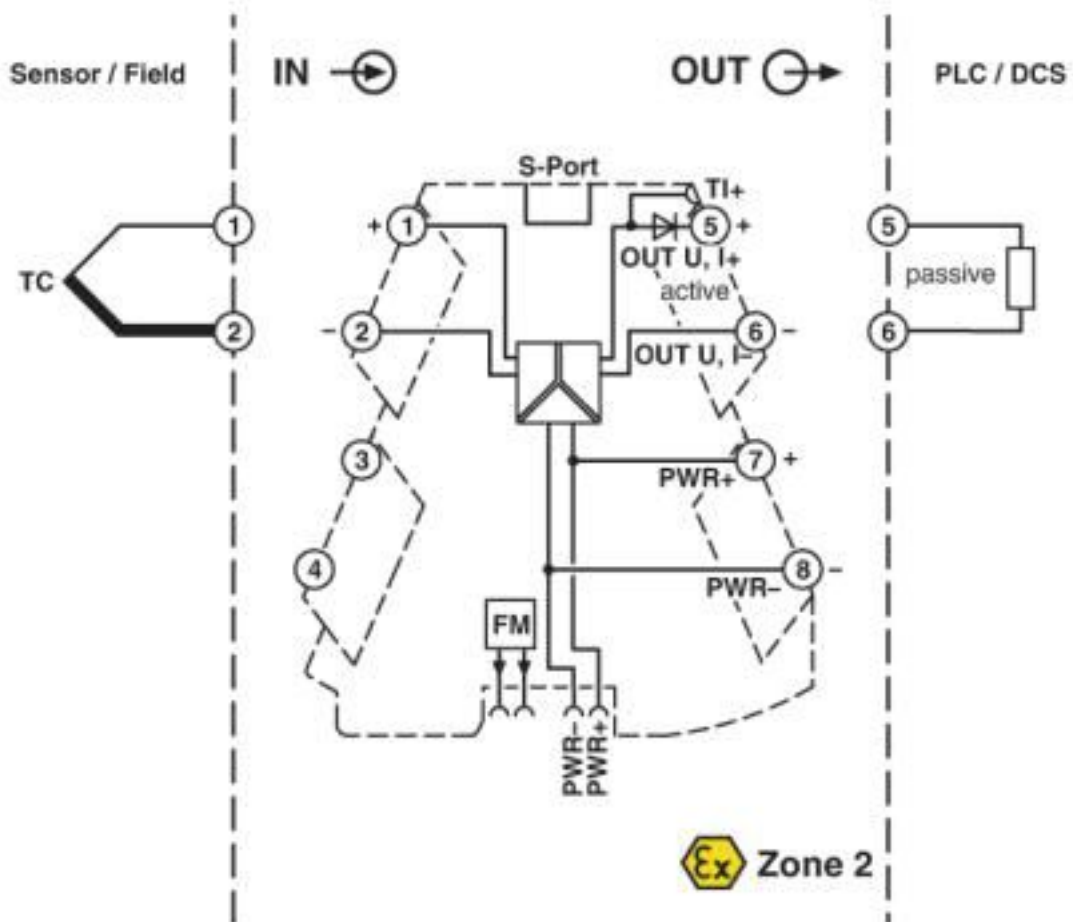 Sensor / Field
IN
OUT
PLC / DCS
S-Port
TI+
1
+ 1
5 +
5
OUT U, I+
active
TC
passive
2
– 2
6 –
6
OUT U, I–
3
7 +
PWR+
4
8 –
PWR–
FM
PWR–
PWR+
Ex Zone 2